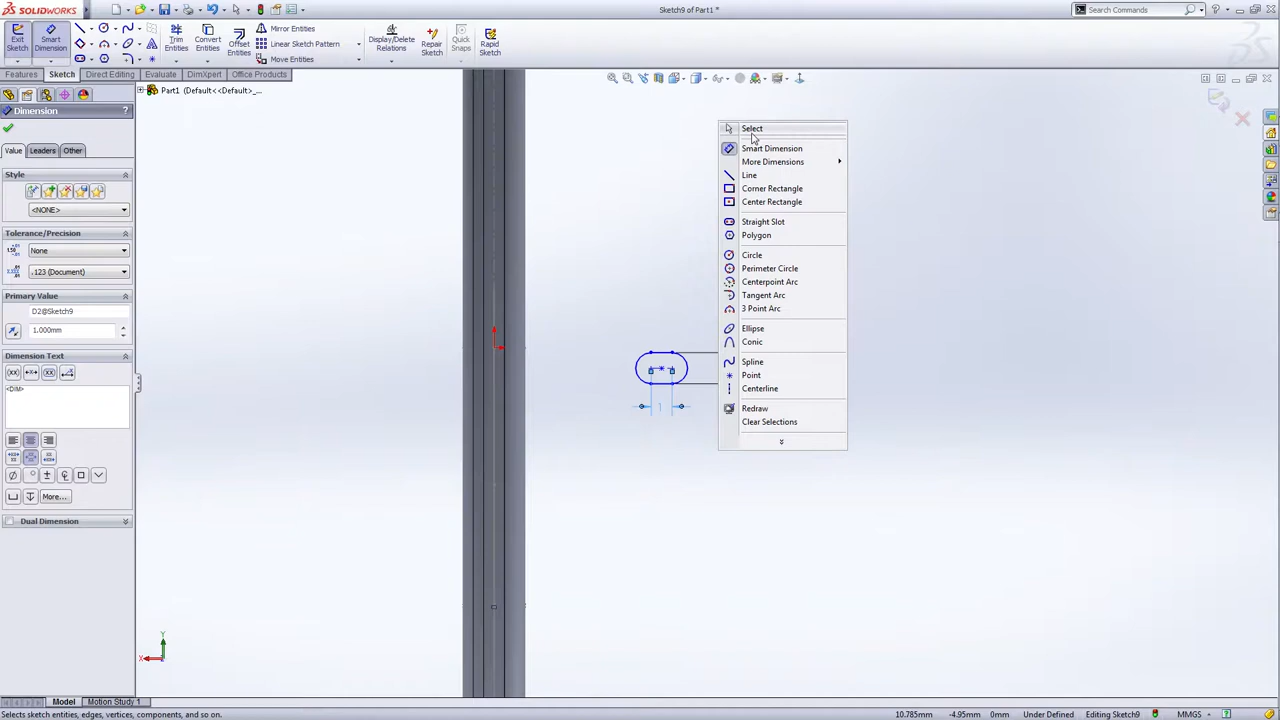 SOLIDWORKS
Sketch9 of Part1 *
Search Commands
Exit Sketch
Smart Dimension
Trim Entities
Convert Entities
Offset Entities
Mirror Entities
Linear Sketch Pattern
Move Entities
Display/Delete Relations
Repair Sketch
Quick Snaps
Rapid Sketch
Features
Sketch
Direct Editing
Evaluate
DimXpert
Office Products
Part1 (Default<<Default>_...
Dimension
?
Value
Leaders
Other
Style
<NONE>
Tolerance/Precision
None
.123 (Document)
Primary Value
D2@Sketch9
1.000mm
Dimension Text
<DIM>
More...
Dual Dimension
Select
Smart Dimension
More Dimensions
Line
Corner Rectangle
Center Rectangle
Straight Slot
Polygon
Circle
Perimeter Circle
Centerpoint Arc
Tangent Arc
3 Point Arc
Ellipse
Conic
Spline
Point
Centerline
Redraw
Clear Selections
1
Y
X
Model
Motion Study 1
Selects sketch entities, edges, vertices, components, and so on.
10.785mm
-4.95mm
0mm
Under Defined
Editing Sketch9
MMGS